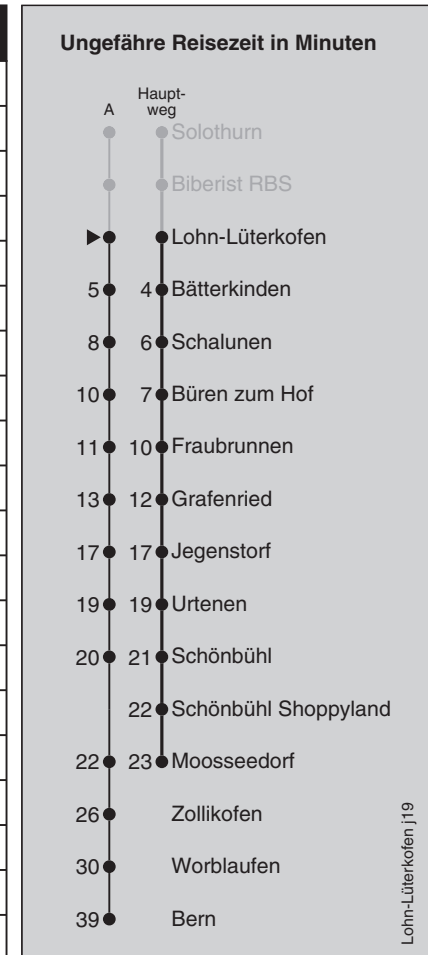 Ungefähre Reisezeit in Minuten
A Haupt-
weg
Solothurn
Biberist RBS
Lohn-Lüterkofen
5 4 Bätterkinden
8 6 Schalunen
10 7 Büren zum Hof
11 10 Fraubrunnen
13 12 Grafenried
17 17 Jegenstorf
19 19 Urtenen
20 21 Schönbühl
22 Schönbühl Shoppyland
22 23 Moosseedorf
26 Zollikofen
30 Worblaufen
39 Bern
Lohn-Lüterkofen j19